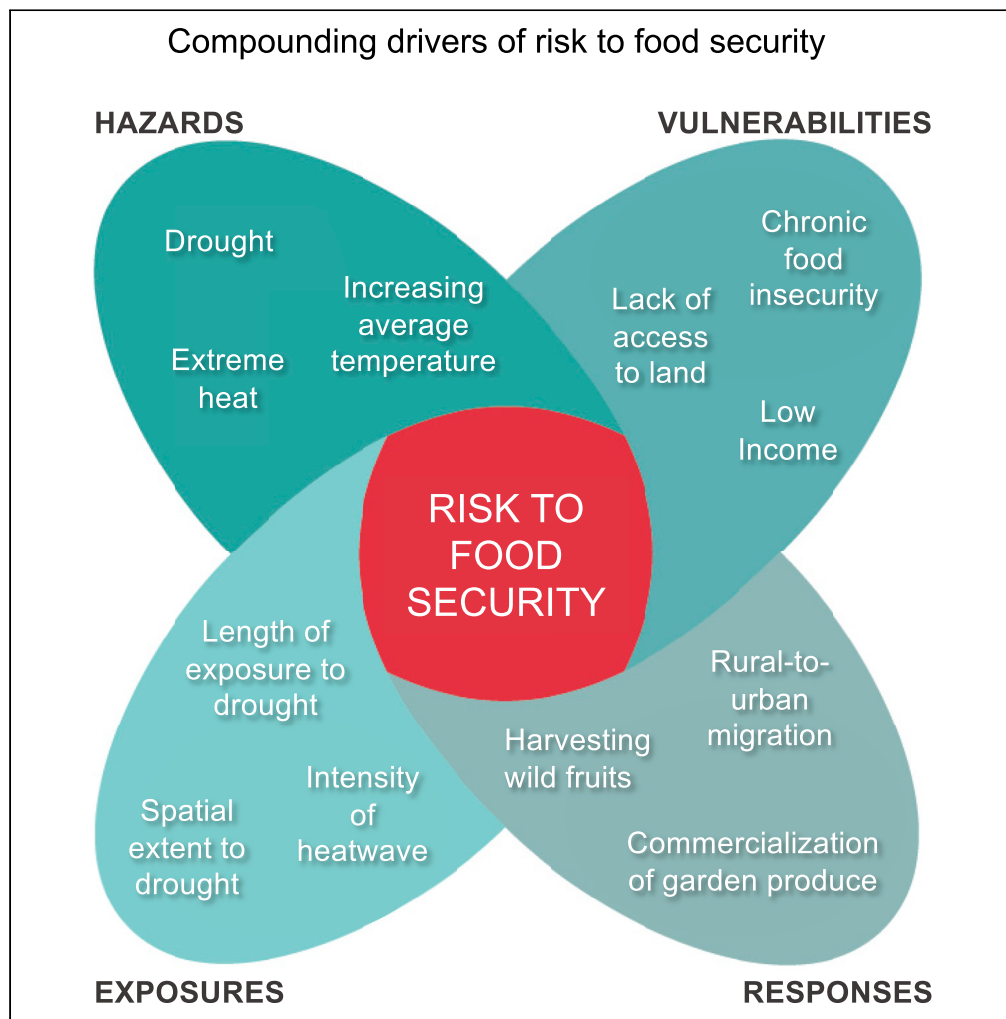 Compounding drivers of risk to food security
HAZARDS
VULNERABILITIES
Drought
Increasing
average
temperature
Extreme
heat
Chronic
food
insecurity
Lack of
access
to land
Low
Income
RISK TO
FOOD
SECURITY
Length of
exposure to
drought
Intensity
of
heatwave
Spatial
extent to
drought
Rural-to-
urban
migration
Harvesting
wild fruits
Commercialization
of garden produce
EXPOSURES
RESPONSES